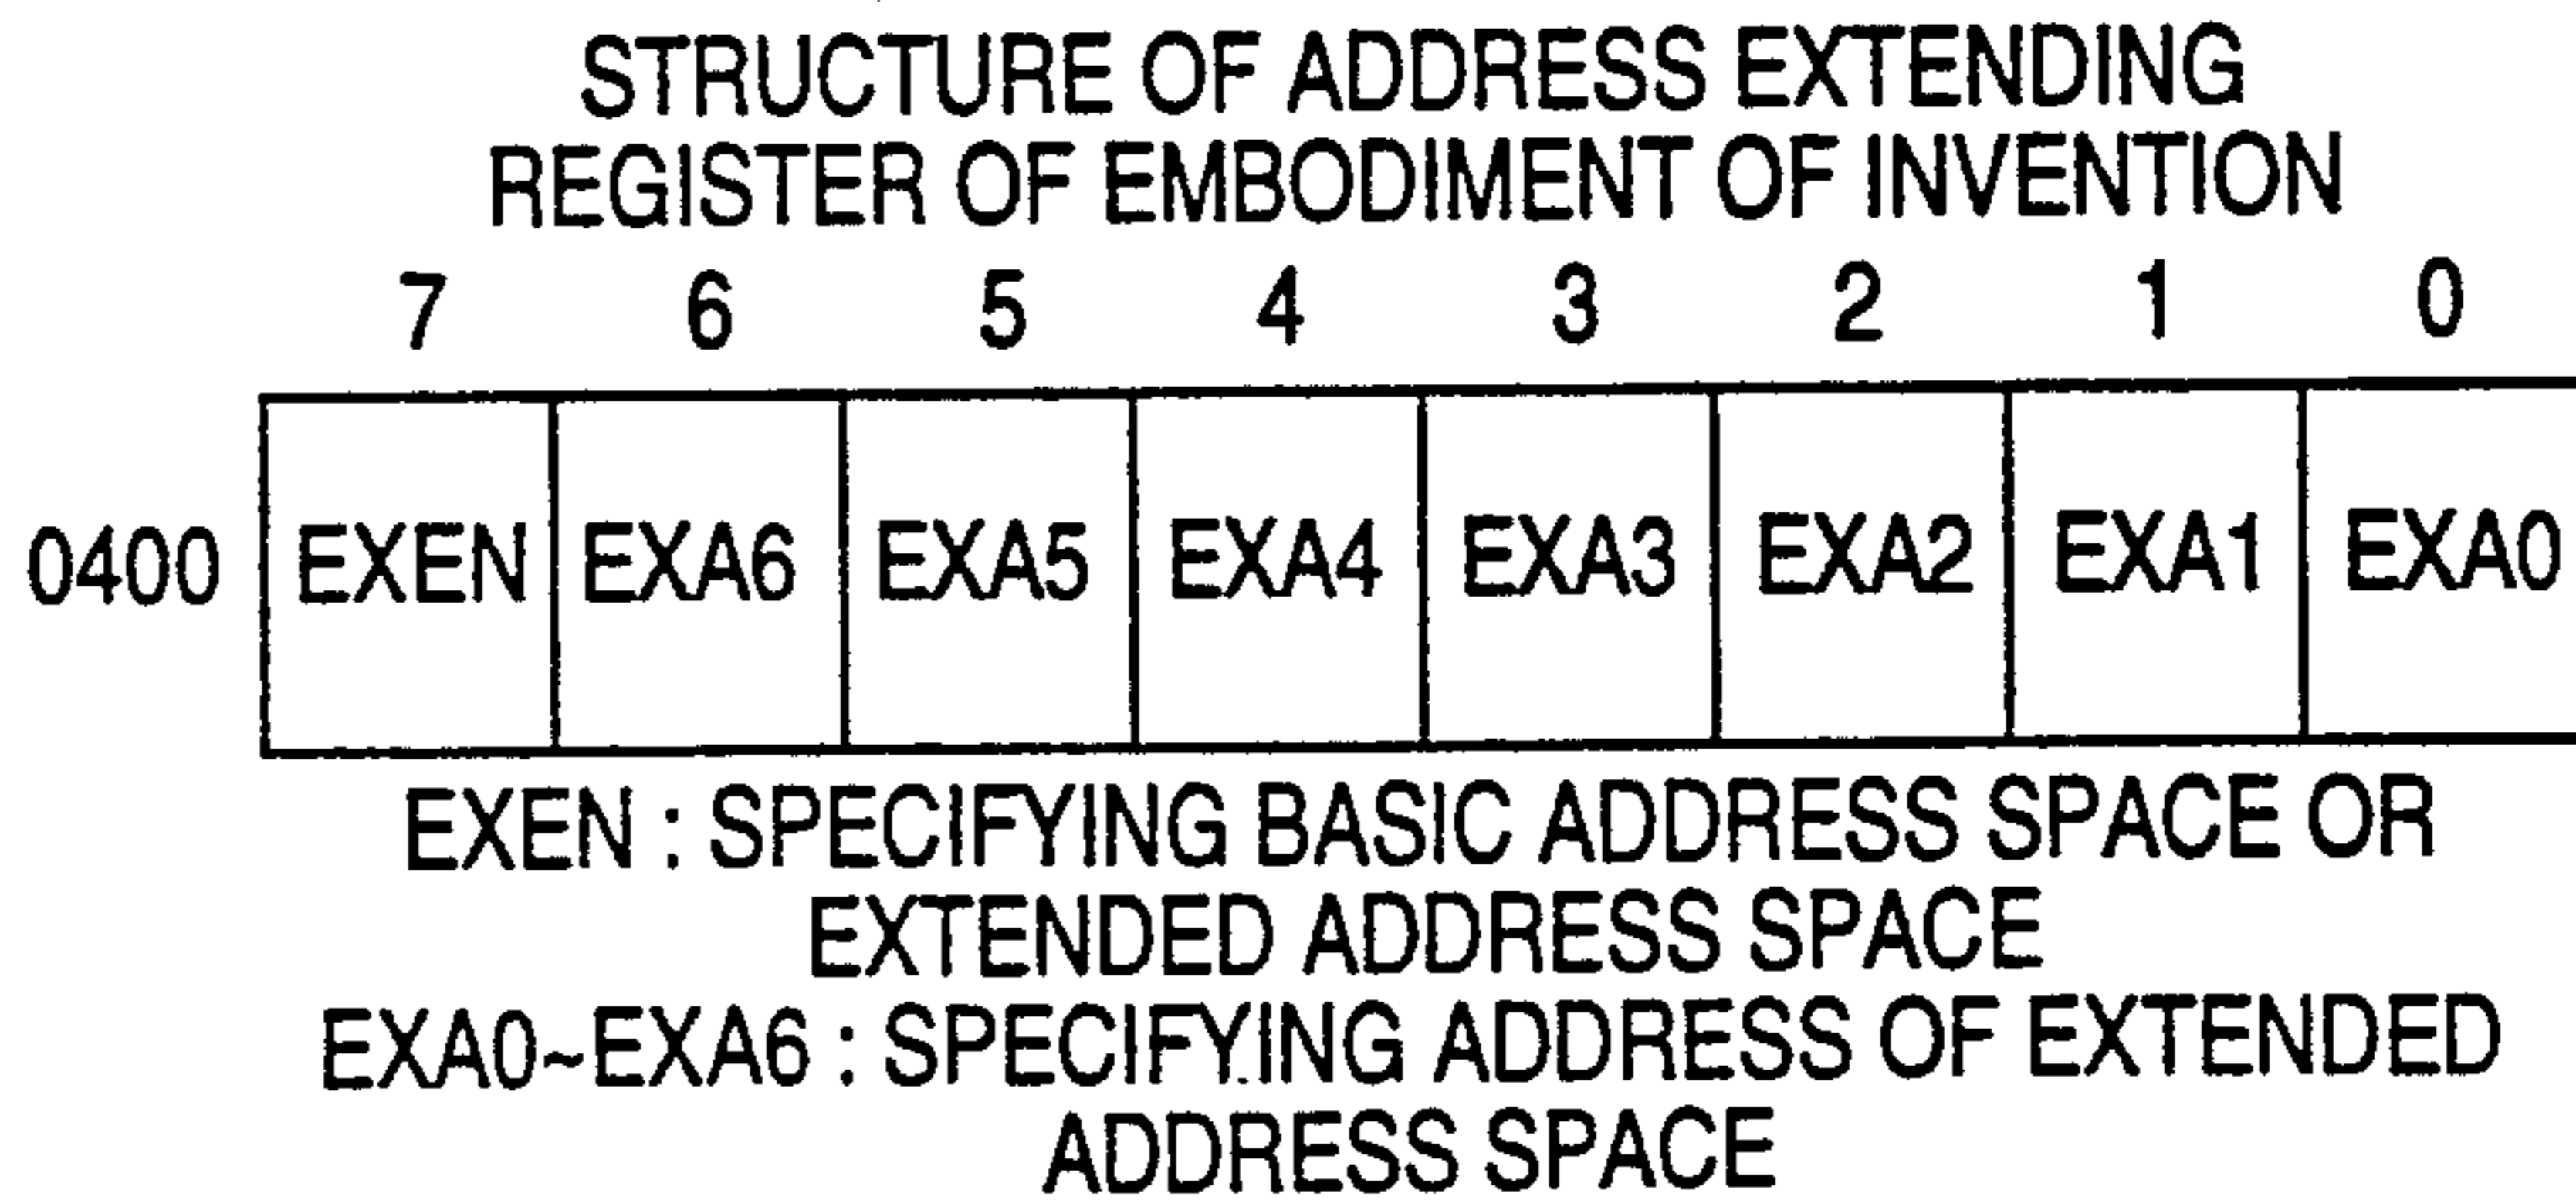 STRUCTURE OF ADDRESS EXTENDING
REGISTER OF EMBODIMENT OF INVENTION
7 6 5 4 3 2 1 0
0400 EXEN EXA6 EXA5 EXA4 EXA3 EXA2 EXA1 EXA0
EXEN : SPECIFYING BASIC ADDRESS SPACE OR
EXTENDED ADDRESS SPACE
EXA0~EXA6 : SPECIFYING ADDRESS OF EXTENDED
ADDRESS SPACE